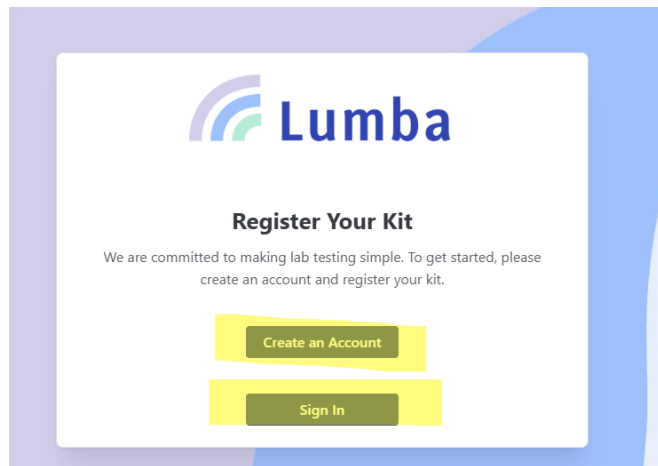 Lumba
Register Your Kit
We are committed to making lab testing simple. To get started, please
create an account and register your kit.
Create an Account
Sign In